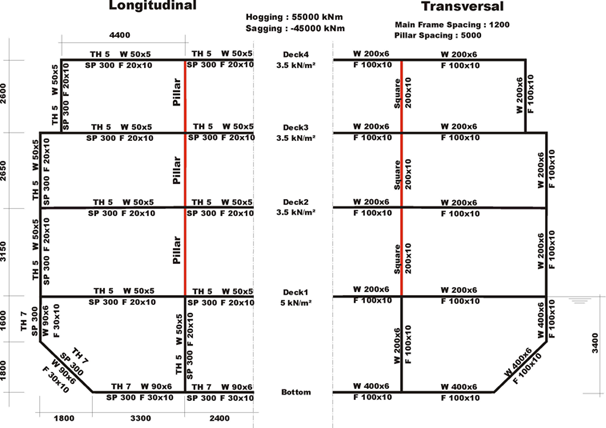 Longitudinal
Transversal
Hogging : 55000 kNm
Sagging : -45000 kNm
Main Frame Spacing : 1200
Pillar Spacing : 5000
4400
TH 5 W 50x5
SP 300 F 20x10
TH 5 W 50x5
SP 300 F 20x10
Deck4
3.5 kN/m²
W 200x6
F 100x10
W 200x6
F 100x10
2600
TH 5 W 50x5
SP 300 F 20x10
Pillar
Square
200x10
W 200x6
F 100x10
TH 5 W 50x5
SP 300 F 20x10
TH 5 W 50x5
SP 300 F 20x10
Deck3
3.5 kN/m²
W 200x6
F 100x10
W 200x6
F 100x10
2650
TH 5 W 50x5
SP 300 F 20x10
Pillar
Square
200x10
W 200x6
F 100x10
TH 5 W 50x5
SP 300 F 20x10
TH 5 W 50x5
SP 300 F 20x10
Deck2
3.5 kN/m²
W 200x6
F 100x10
W 200x6
F 100x10
3150
TH 5 W 50x5
SP 300 F 20x10
Pillar
Square
200x10
W 200x6
F 100x10
TH 5 W 50x5
SP 300 F 20x10
TH 5 W 50x5
SP 300 F 20x10
Deck1
5 kN/m²
W 200x6
F 100x10
W 200x6
F 100x10
1600
TH 7
SP 300
W 90x6
F 30x10
TH 5 W 50x5
SP 300 F 20x10
W 200x6
F 100x10
W 400x6
F 100x10
3400
1800
TH 7
SP 300
W 90x6
F 30x10
W 400x6
F 100x10
TH 7 W 90x6
SP 300 F 30x10
TH 7 W 90x6
SP 300 F 30x10
Bottom
W 400x6
F 100x10
W 400x6
F 100x10
1800
3300
2400